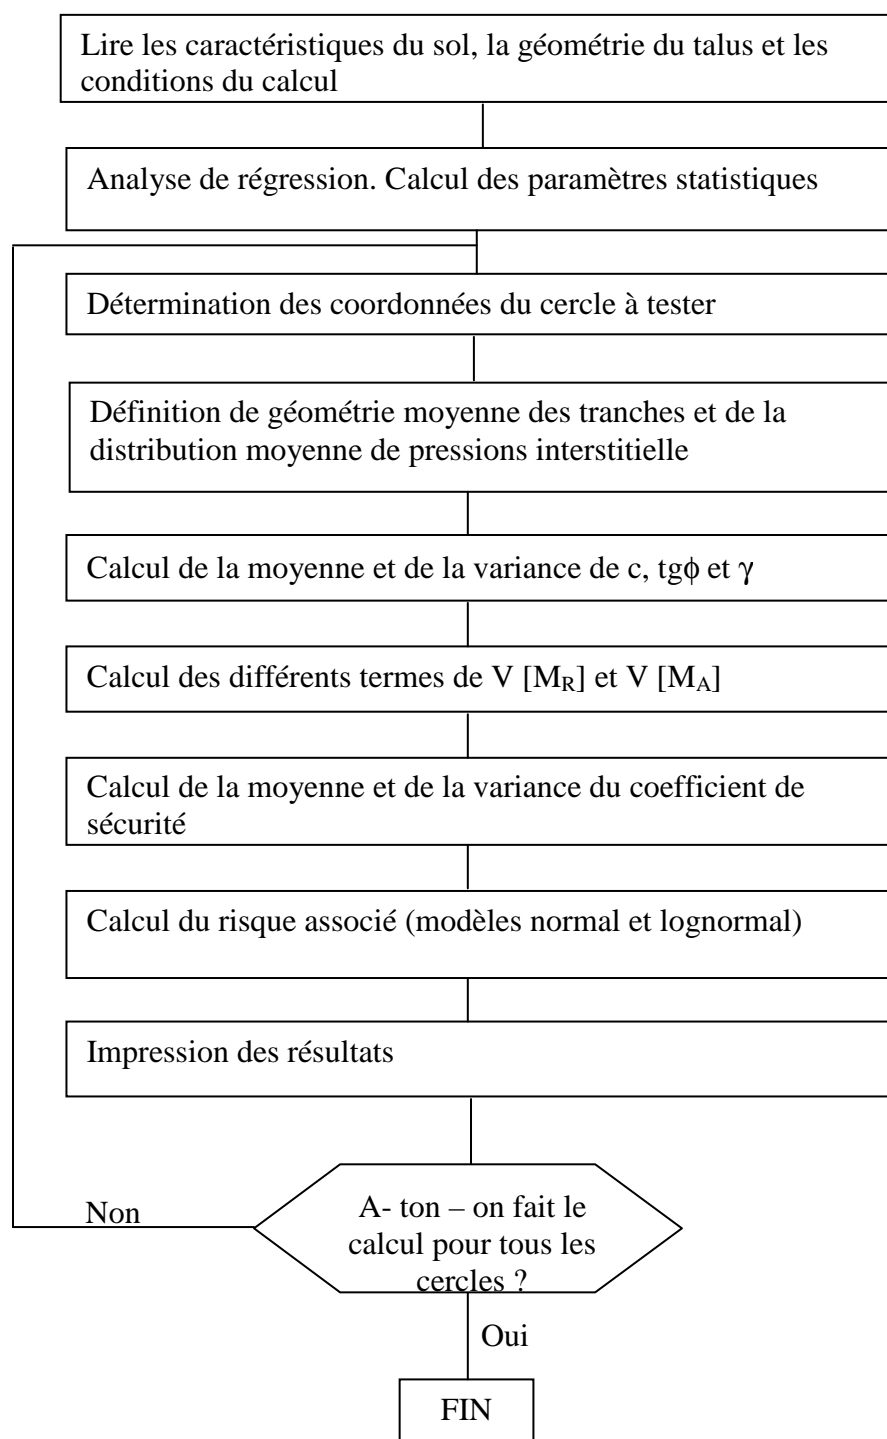 Lire les caractéristiques du sol, la géométrie du talus et les
conditions du calcul
Analyse de régression. Calcul des paramètres statistiques
Détermination des coordonnées du cercle à tester
Définition de géométrie moyenne des tranches et de la
distribution moyenne de pressions interstitielle
Calcul de la moyenne et de la variance de c, tgϕ et γ
Calcul des différents termes de V [M_R] et V [M_A]
Calcul de la moyenne et de la variance du coefficient de
sécurité
Calcul du risque associé (modèles normal et lognormal)
Impression des résultats
Non
A- ton – on fait le
calcul pour tous les
cercles ?
Oui
FIN